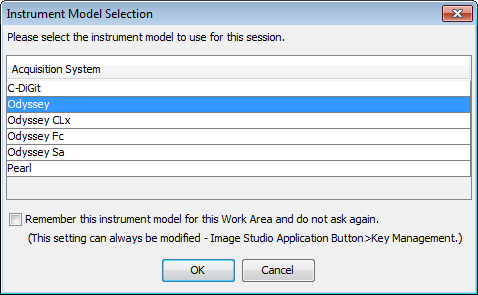 Instrument Model Selection
Please select the instrument model to use for this session.
Acquisition System
C-DiGit
Odyssey
Odyssey CLx
Odyssey Fc
Odyssey Sa
Pearl
Remember this instrument model for this Work Area and do not ask again.
(This setting can always be modified - Image Studio Application Button>Key Management.)
OK
Cancel